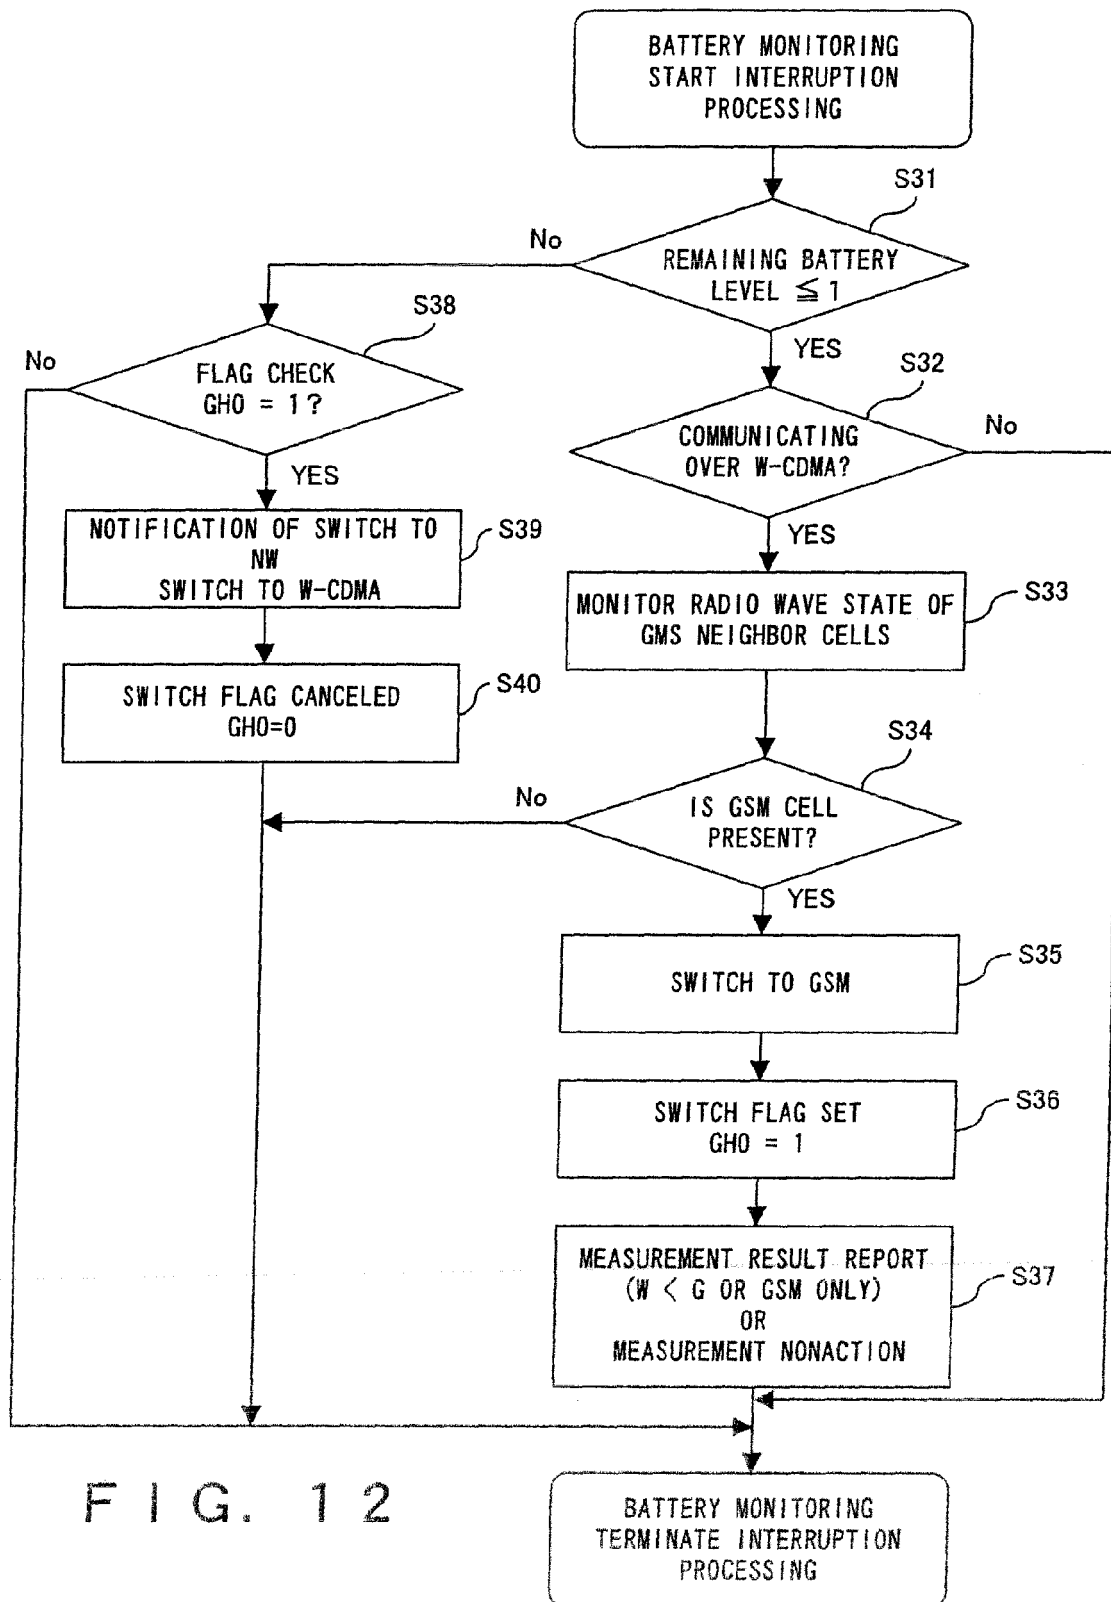 BATTERY MONITORING
START INTERRUPTION
PROCESSING
S31
No
REMAINING BATTERY
LEVEL ≦ 1
YES
S38
No
FLAG CHECK
GHO = 1?
YES
S32
COMMUNICATING
OVER W-CDMA?
No
YES
NOTIFICATION OF SWITCH TO
NW
SWITCH TO W-CDMA
S39
MONITOR RADIO WAVE STATE OF
GMS NEIGHBOR CELLS
S33
SWITCH FLAG CANCELED
GHO=0
S40
S34
No
IS GSM CELL
PRESENT?
YES
SWITCH TO GSM
S35
SWITCH FLAG SET
GHO = 1
S36
MEASUREMENT RESULT REPORT
(W < G OR GSM ONLY)
OR
MEASUREMENT NONACTION
S37
BATTERY MONITORING
TERMINATE INTERRUPTION
PROCESSING
FIG. 12